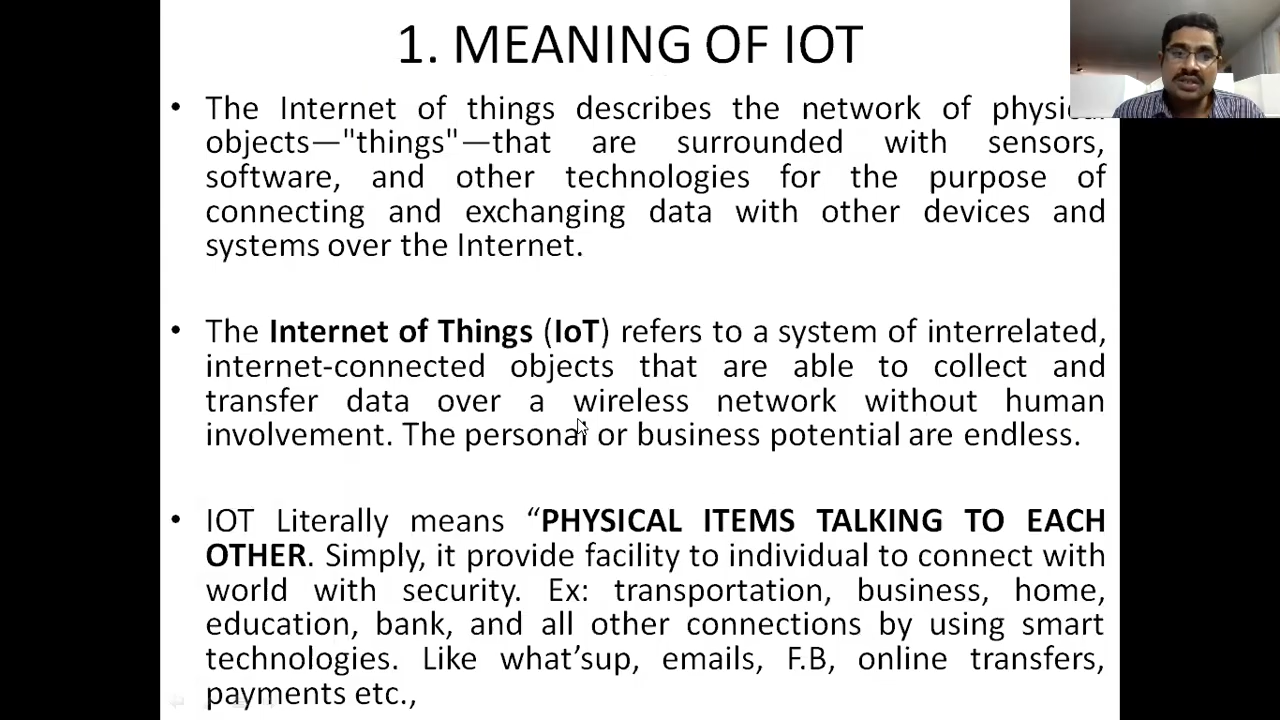 1. MEANING OF IOT
• The Internet of things describes the network of physical
objects—"things"—that are surrounded with sensors,
software, and other technologies for the purpose of
connecting and exchanging data with other devices and
systems over the Internet.
• The Internet of Things (IoT) refers to a system of interrelated,
internet-connected objects that are able to collect and
transfer data over a wireless network without human
involvement. The personal or business potential are endless.
• IOT Literally means “PHYSICAL ITEMS TALKING TO EACH
OTHER. Simply, it provide facility to individual to connect with
world with security. Ex: transportation, business, home,
education, bank, and all other connections by using smart
technologies. Like what’sup, emails, F.B, online transfers,
payments etc.,